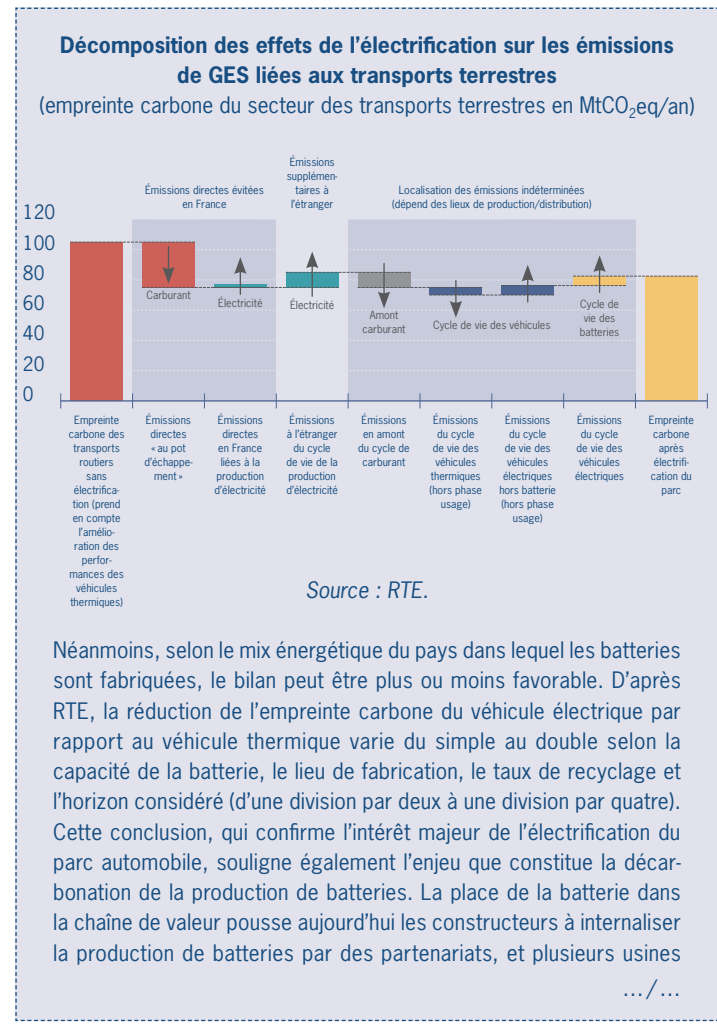 Décomposition des effets de l'électrification sur les émissions
de GES liées aux transports terrestres
(empreinte carbone du secteur des transports terrestres en MtCO₂eq/an)
Émissions directes évitées
en France
Émissions
supplémen-
taires à
l'étranger
Localisation des émissions indéterminées
(dépend des lieux de production/distribution)
120
100
80
60
40
20
0
Carburant
Électricité
Électricité
Amont
carburant
Cycle de vie des véhicules
Cycle de
vie des
batteries
Empreinte
carbone des
transports
routiers
sans
électrifica-
tion (prend
en compte
l'amélio-
ration des
perfor-
mances des
véhicules
thermiques)
Émissions
directes
« au pot
d'échappe-
ment »
Émissions
directes
en France
liées à la
production
d'électricité
Émissions
à l'étranger
du cycle
de vie de la
production
d'électricité
Émissions
en amont
du cycle de
carburant
Émissions
du cycle
de vie des
véhicules
thermiques
(hors phase
usage)
Émissions
du cycle
de vie des
véhicules
électriques
hors batterie
(hors phase
usage)
Émissions
du cycle
de vie des
véhicules
électriques
Empreinte
carbone
après
électrifi-
cation du
parc
Source : RTE.
Néanmoins, selon le mix énergétique du pays dans lequel les batteries
sont fabriquées, le bilan peut être plus ou moins favorable. D'après
RTE, la réduction de l'empreinte carbone du véhicule électrique par
rapport au véhicule thermique varie du simple au double selon la
capacité de la batterie, le lieu de fabrication, le taux de recyclage et
l'horizon considéré (d'une division par deux à une division par quatre).
Cette conclusion, qui confirme l'intérêt majeur de l'électrification du
parc automobile, souligne également l'enjeu que constitue la décar-
bonation de la production de batteries. La place de la batterie dans
la chaîne de valeur pousse aujourd'hui les constructeurs à internaliser
la production de batteries par des partenariats, et plusieurs usines
…/…